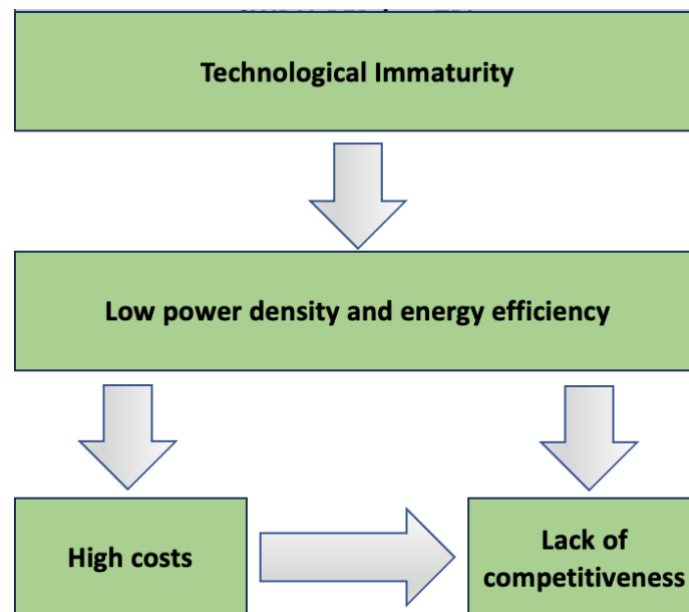 Technological Immaturity
Low power density and energy efficiency
High costs
Lack of
competitiveness